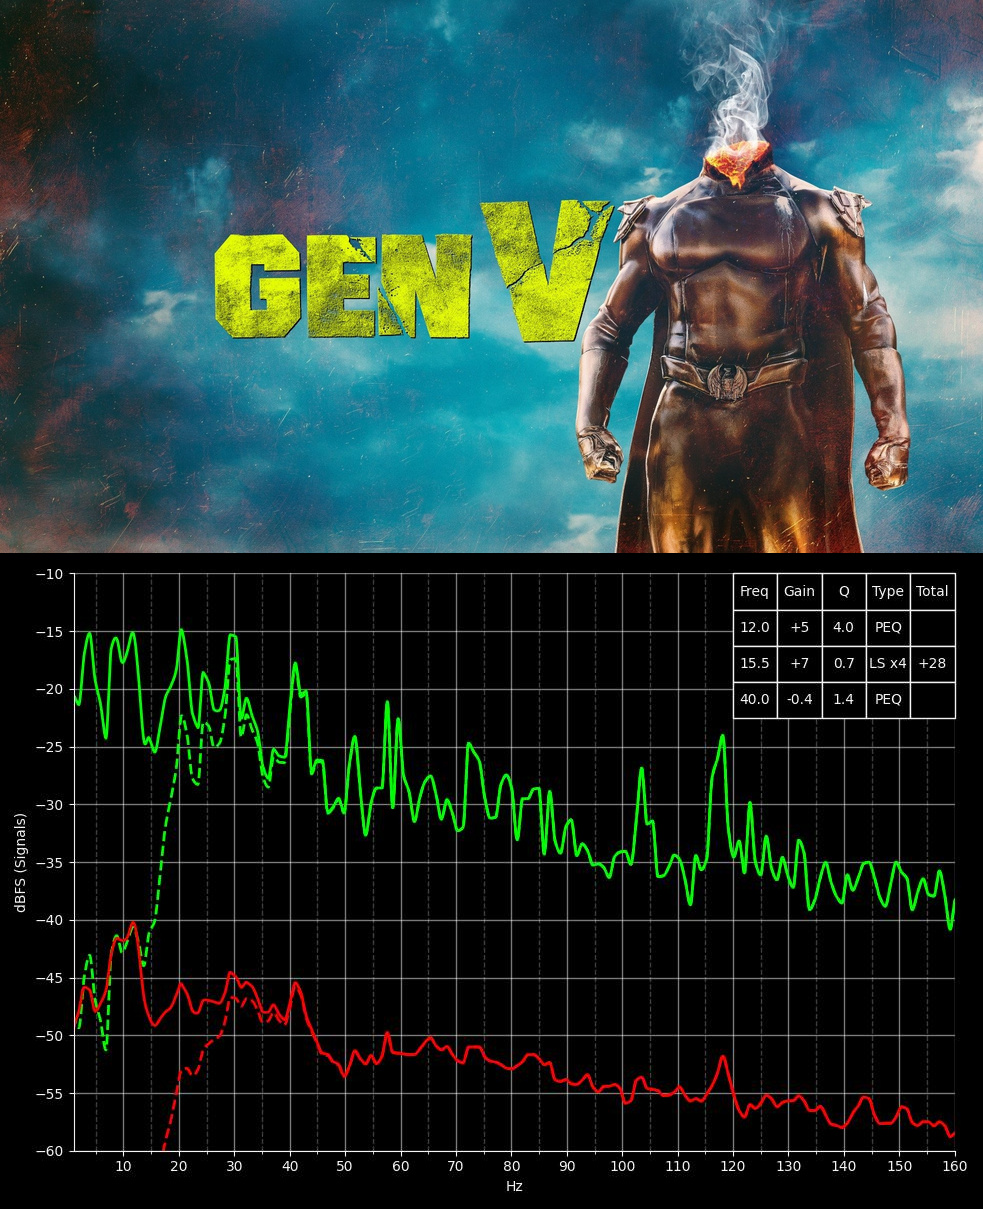 GEN V
−10
−15
−20
−25
−30
−35
−40
−45
−50
−55
−60
dBFS (Signals)
Freq Gain Q Type Total
12.0 +5 4.0 PEQ
15.5 +7 0.7 LS x4 +28
40.0 -0.4 1.4 PEQ
10 20 30 40 50 60 70 80 90 100 110 120 130 140 150 160
Hz